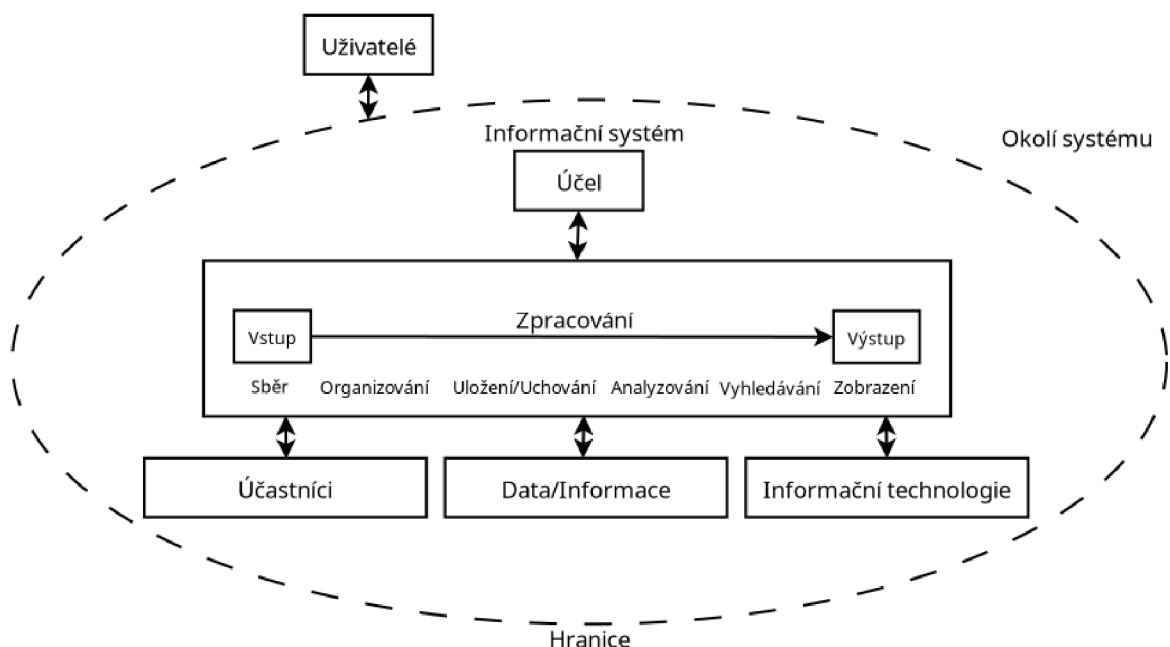 Uživatelé
Informační systém
Okolí systému
Účel
Zpracování
Vstup
Výstup
Sběr
Organizování
Uložení/Uchování
Analyzování
Vyhledávání
Zobrazení
Účastníci
Data/Informace
Informační technologie
Hranice